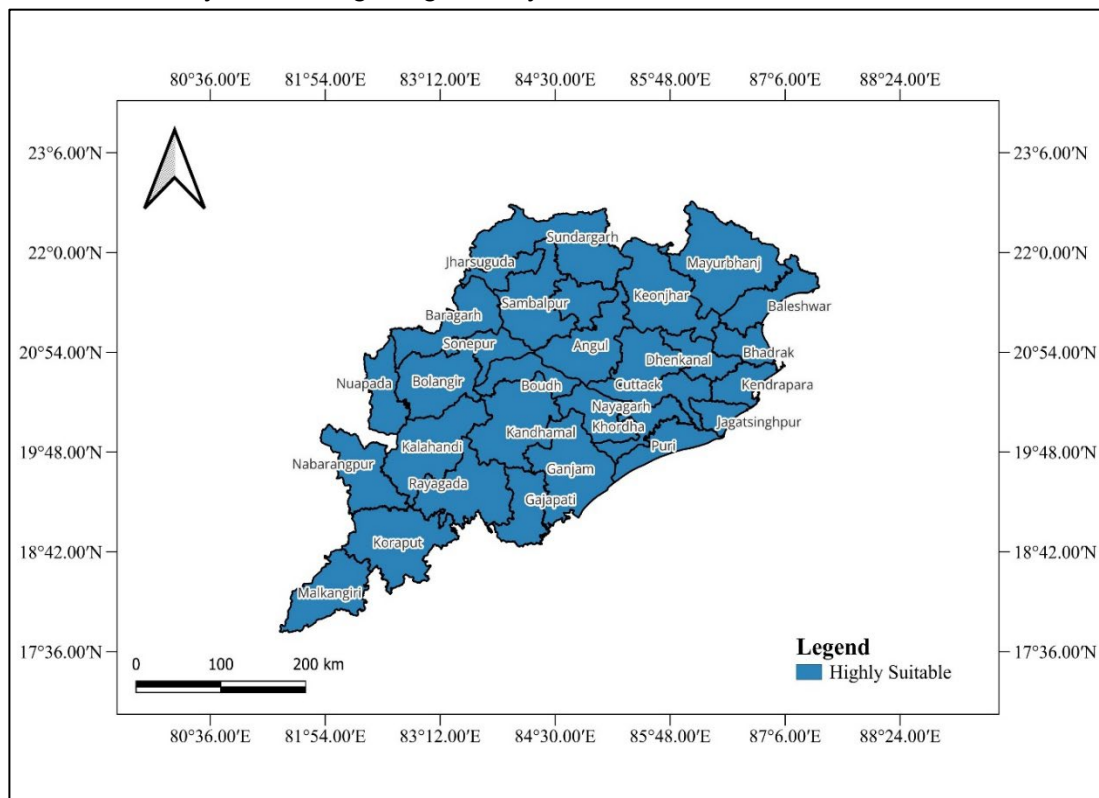 80°36.00′E 81°54.00′E 83°12.00′E 84°30.00′E 85°48.00′E 87°6.00′E 88°24.00′E
23°6.00′N 23°6.00′N
22°0.00′N 22°0.00′N
20°54.00′N 20°54.00′N
19°48.00′N 19°48.00′N
18°42.00′N 18°42.00′N
17°36.00′N 17°36.00′N
Sundargarh
Jharsuguda
Mayurbhanj
Sambalpur
Keonjhar
Baleshwar
Baragarh
Sonepur
Angul
Dhenkanal
Bhadrak
Nuapada
Bolangir
Boudh
Cuttack
Kendrapara
Nayagarh
Jagatsinghpur
Khordha
Kandhamal
Kalahandi
Puri
Nabarangpur
Ganjam
Rayagada
Gajapati
Koraput
Malkangiri
0 100 200 km
Legend
Highly Suitable
80°36.00′E 81°54.00′E 83°12.00′E 84°30.00′E 85°48.00′E 87°6.00′E 88°24.00′E